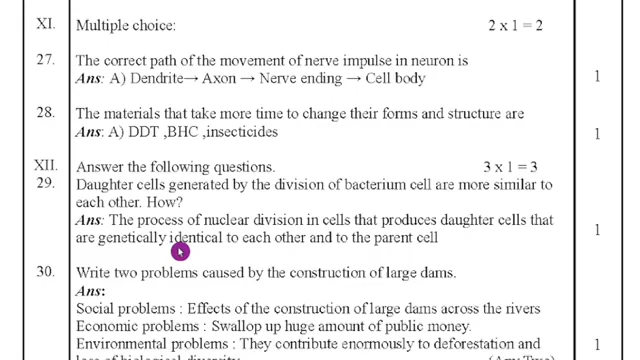 XI. Multiple choice: 2 x 1 = 2
27. The correct path of the movement of nerve impulse in neuron is
Ans: A) Dendrite→ Axon → Nerve ending → Cell body 1
28. The materials that take more time to change their forms and structure are
Ans: A) DDT ,BHC ,insecticides 1
XII. Answer the following questions. 3 x 1 = 3
29. Daughter cells generated by the division of bacterium cell are more similar to
each other. How?
Ans: The process of nuclear division in cells that produces daughter cells that 1
are genetically identical to each other and to the parent cell
30. Write two problems caused by the construction of large dams.
Ans:
Social problems : Effects of the construction of large dams across the rivers
Economic problems : Swallop up huge amount of public money.
Environmental problems : They contribute enormously to deforestation and 1
loss of biological diversity. (Any Two)